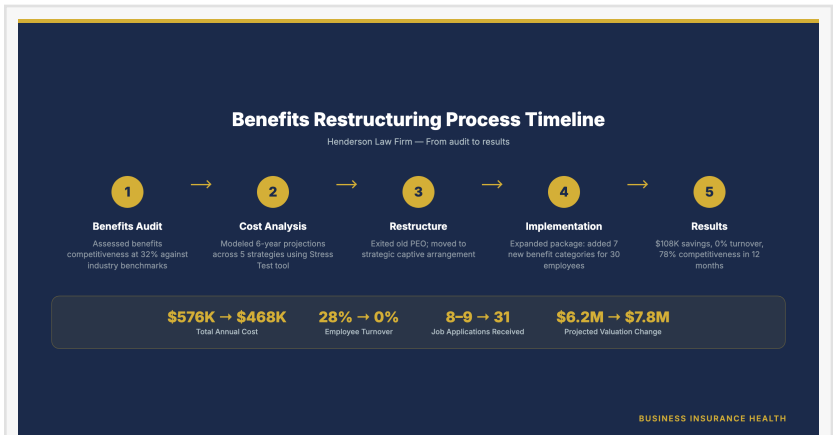 Benefits Restructuring Process Timeline
Henderson Law Firm — From audit to results
1 → 2 → 3 → 4 → 5
Benefits Audit
Assessed benefits
competitiveness at 32% against
industry benchmarks
Cost Analysis
Modeled 6-year projections
across 5 strategies using Stress
Test tool
Restructure
Exited old PEO; moved to
strategic captive arrangement
Implementation
Expanded package: added 7
new benefit categories for 30
employees
Results
$108K savings, 0% turnover,
78% competitiveness in 12
months
$576K → $468K
Total Annual Cost
28% → 0%
Employee Turnover
8–9 → 31
Job Applications Received
$6.2M → $7.8M
Projected Valuation Change
BUSINESS INSURANCE HEALTH